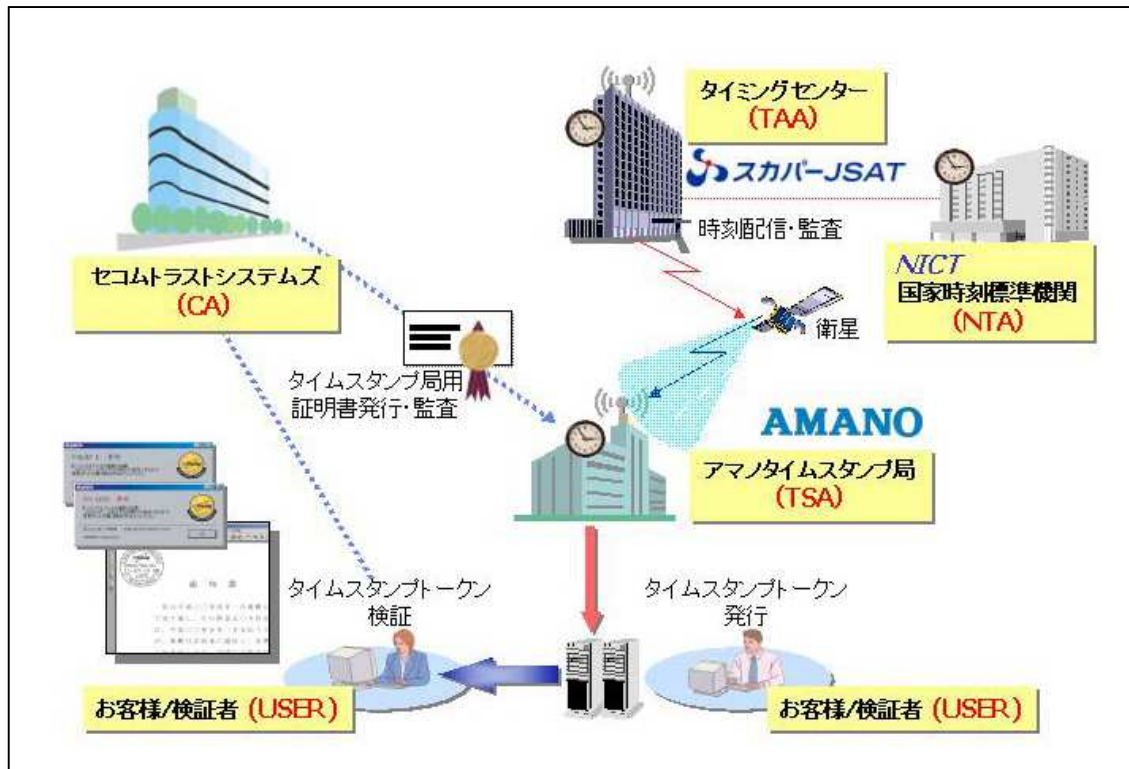 タイミングセンター
(TAA)
スカパーJSAT
時刻配信・監査
NICT
国家時刻標準機関
(NTA)
セコムトラストシステムズ
(CA)
衛星
タイムスタンプ局用
証明書発行・監査
AMANO
アマノタイムスタンプ局
(TSA)
タイムスタンプトークン
検証
タイムスタンプトークン
発行
お客様/検証者 (USER)
お客様/検証者 (USER)